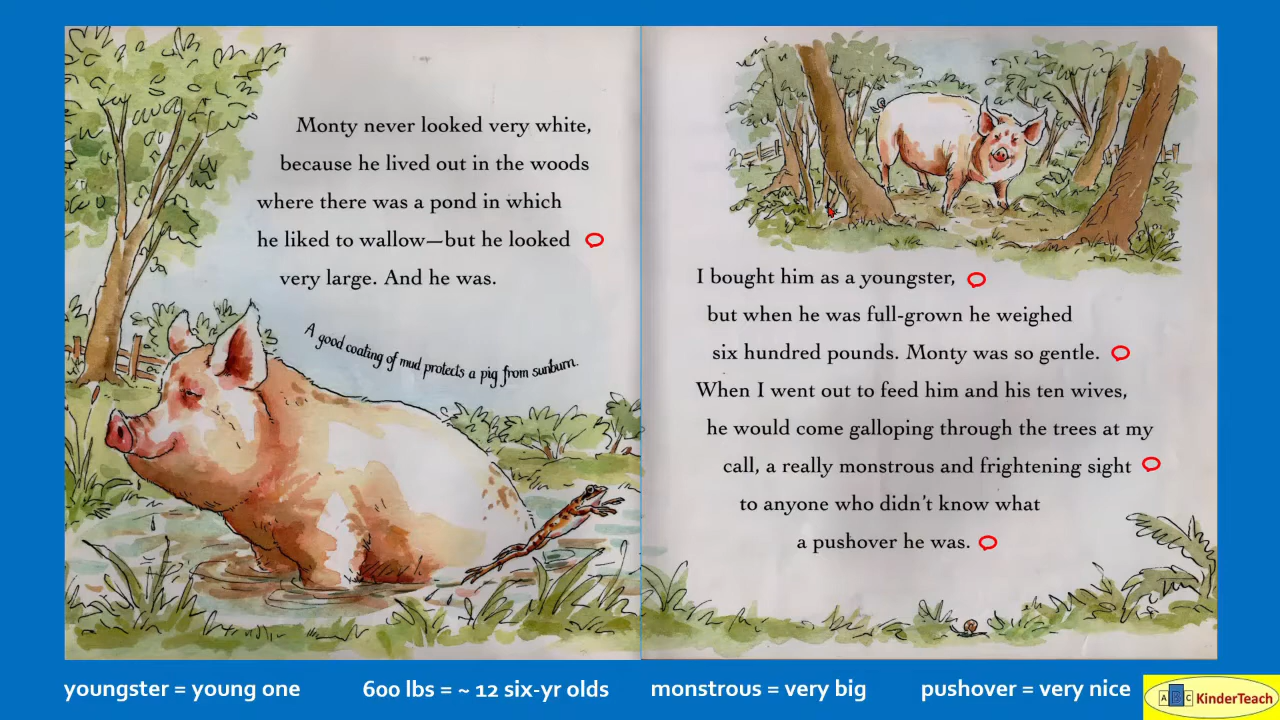 Monty never looked very white,
because he lived out in the woods
where there was a pond in which
he liked to wallow—but he looked
very large. And he was.
A good coating of mud protects a pig from sunburn.
I bought him as a youngster,
but when he was full-grown he weighed
six hundred pounds. Monty was so gentle.
When I went out to feed him and his ten wives,
he would come galloping through the trees at my
call, a really monstrous and frightening sight
to anyone who didn't know what
a pushover he was.
youngster = young one
600 lbs = ~ 12 six-yr olds
monstrous = very big
pushover = very nice
ABC KinderTeach